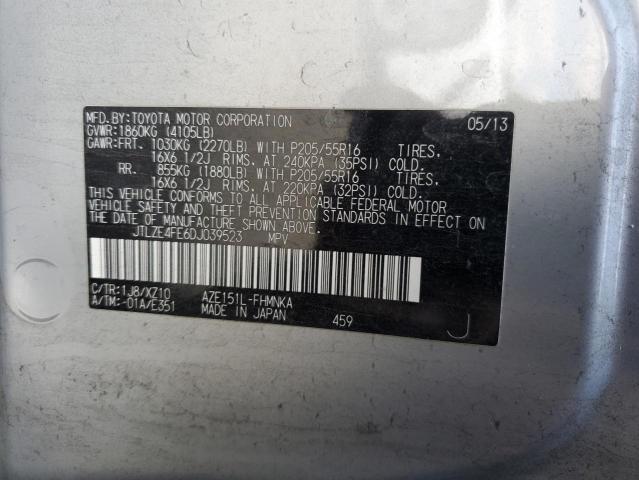 MFD. BY: TOYOTA MOTOR CORPORATION 05/13
GVWR: 1860KG (4105LB)
GAWR: FRT. 1030KG (2270LB) WITH P205/55R16 TIRES,
16X6 1/2J RIMS, AT 240KPA (35PSI) COLD.
RR. 855KG (1880LB) WITH P205/55R16 TIRES,
16X6 1/2J RIMS, AT 220KPA (32PSI) COLD.
THIS VEHICLE CONFORMS TO ALL APPLICABLE FEDERAL MOTOR
VEHICLE SAFETY STANDARDS IN EFFECT ON THE DATE OF
MANUFACTURE SHOWN ABOVE.
JTLZE4FE6DJ039523 MPV
C/TR: 1J8/XZ10 AZE151L-FHMNKA
A/TM: -01A/E351 MADE IN JAPAN 459 J